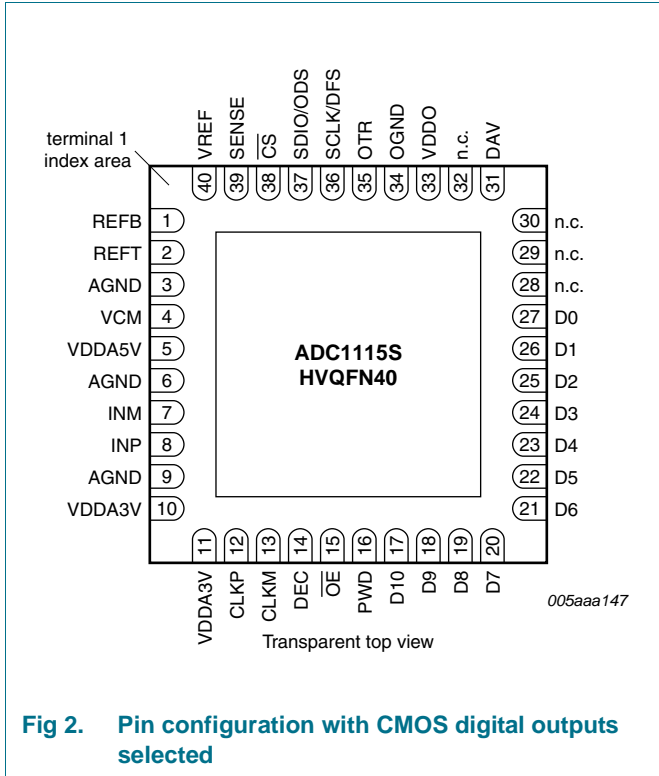 terminal 1
index area
VREF
SENSE
C̅S̅
SDIO/ODS
SCLK/DFS
OTR
OGND
VDDO
n.c.
DAV
40
39
38
37
36
35
34
33
32
31
REFB 1
REFT 2
AGND 3
VCM 4
VDDA5V 5
AGND 6
INM 7
INP 8
AGND 9
VDDA3V 10
ADC1115S
HVQFN40
30 n.c.
29 n.c.
28 n.c.
27 D0
26 D1
25 D2
24 D3
23 D4
22 D5
21 D6
11
12
13
14
15
16
17
18
19
20
VDDA3V
CLKP
CLKM
DEC
O̅E̅
PWD
D10
D9
D8
D7
005aaa147
Transparent top view
Fig 2. Pin configuration with CMOS digital outputs
selected